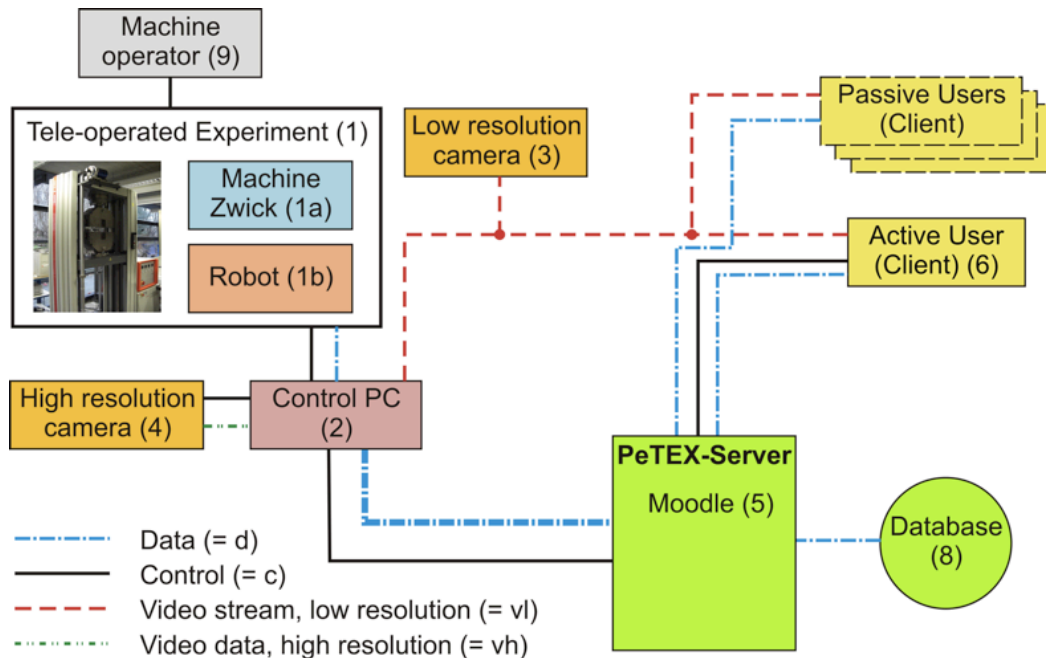 Machine
operator (9)
Tele-operated Experiment (1)
Machine
Zwick (1a)
Robot (1b)
Low resolution
camera (3)
Passive Users
(Client)
Active User
(Client) (6)
High resolution
camera (4)
Control PC
(2)
PeTEX-Server
Moodle (5)
Database
(8)
Data (= d)
Control (= c)
Video stream, low resolution (= vl)
Video data, high resolution (= vh)